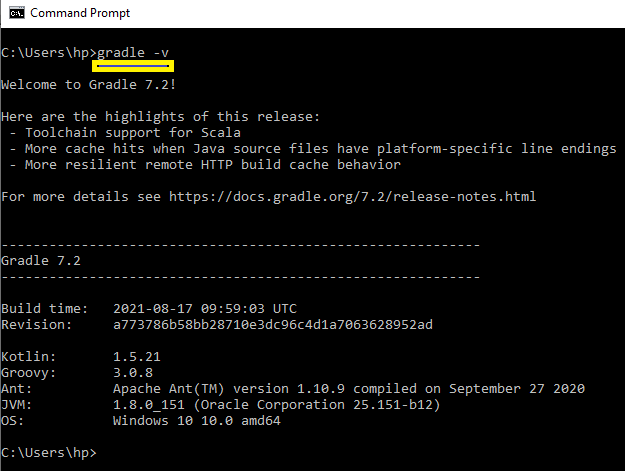 Command Prompt
C:\Users\hp>gradle -v
Welcome to Gradle 7.2!
Here are the highlights of this release:
- Toolchain support for Scala
- More cache hits when Java source files have platform-specific line endings
- More resilient remote HTTP build cache behavior
For more details see https://docs.gradle.org/7.2/release-notes.html
------------------------------------------------------------
Gradle 7.2
------------------------------------------------------------
Build time:   2021-08-17 09:59:03 UTC
Revision:     a773786b58bb28710e3dc96c4d1a7063628952ad
Kotlin:       1.5.21
Groovy:       3.0.8
Ant:          Apache Ant(TM) version 1.10.9 compiled on September 27 2020
JVM:          1.8.0_151 (Oracle Corporation 25.151-b12)
OS:           Windows 10 10.0 amd64
C:\Users\hp>